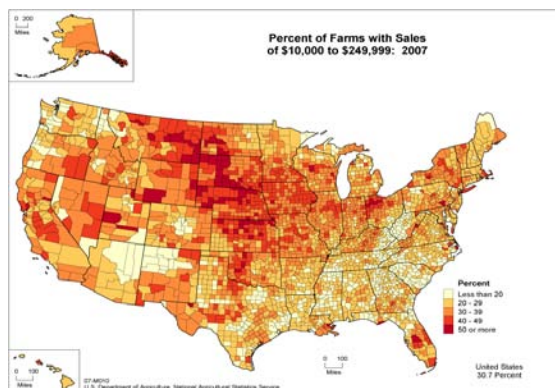 0 200
Miles
Percent of Farms with Sales
of $10,000 to $249,999: 2007
Percent
Less than 20
20 - 29
30 - 39
40 - 49
50 or more
0 100
Miles
0 100
Miles
United States
30.7 Percent
07-M010
U.S. Department of Agriculture, National Agricultural Statistics Service